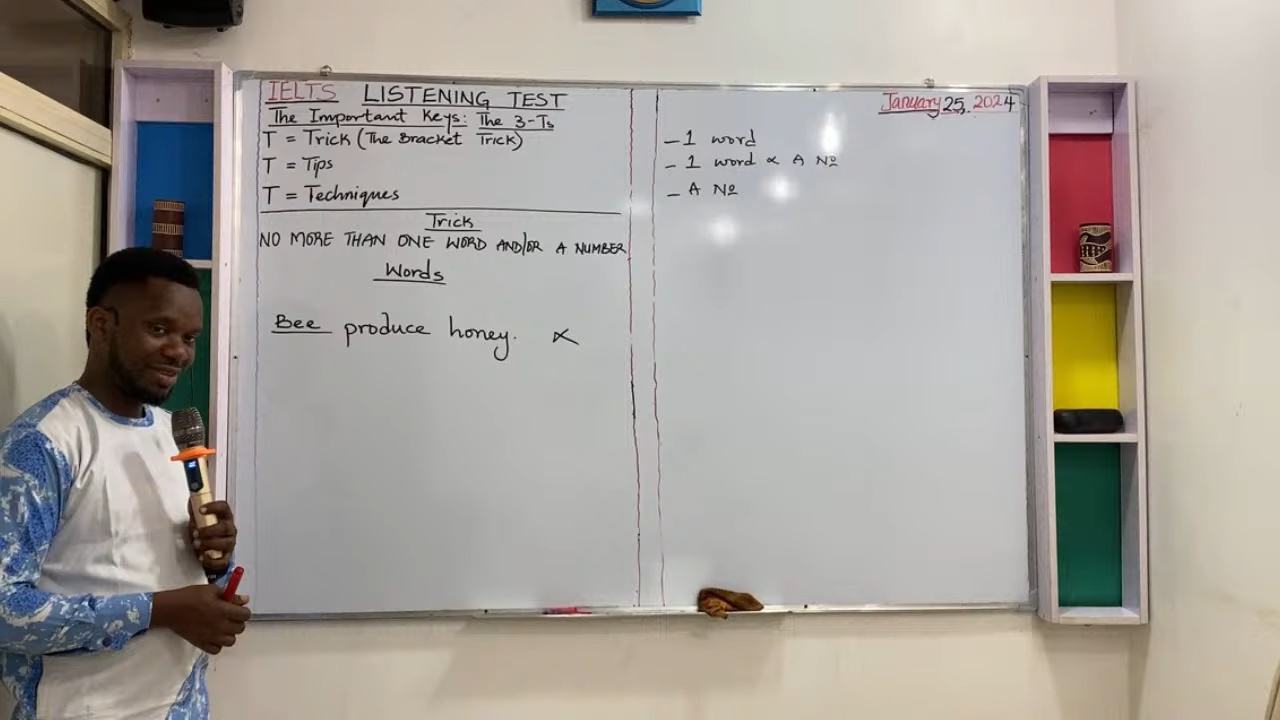 IELTS LISTENING TEST
The Important Keys: The 3-Ts
T = Trick (The Bracket Trick)
T = Tips
T = Techniques
Trick
NO MORE THAN ONE WORD AND/OR A NUMBER
Words
Bee produce honey. ∝
January 25, 2024
- 1 word
- 1 word ∝ A No
- A No